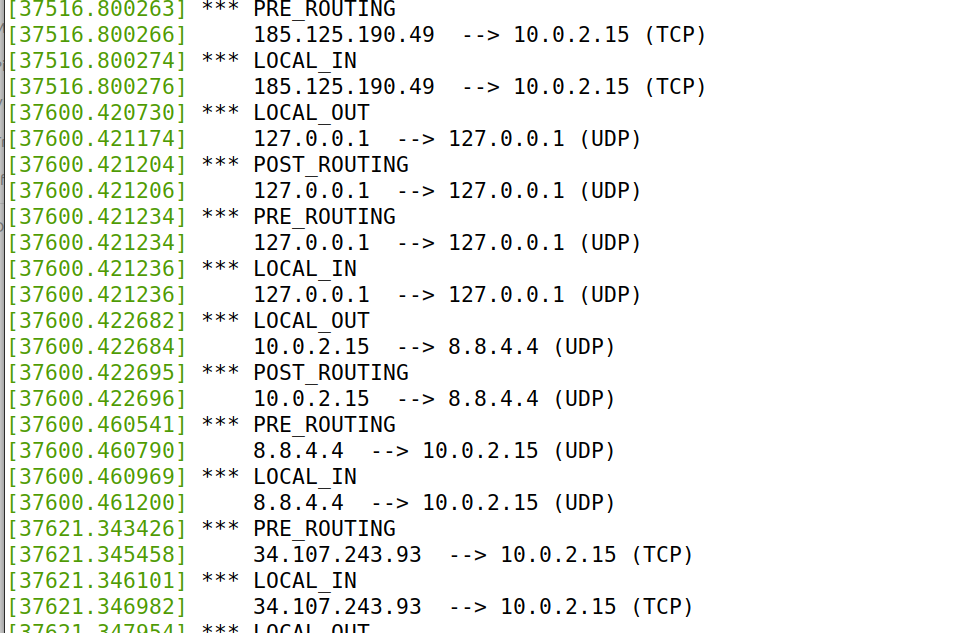 [37516.800263] *** PRE_ROUTING
[37516.800266]     185.125.190.49  --> 10.0.2.15 (TCP)
[37516.800274] *** LOCAL_IN
[37516.800276]     185.125.190.49  --> 10.0.2.15 (TCP)
[37600.420730] *** LOCAL_OUT
[37600.421174]     127.0.0.1  --> 127.0.0.1 (UDP)
[37600.421204] *** POST_ROUTING
[37600.421206]     127.0.0.1  --> 127.0.0.1 (UDP)
[37600.421234] *** PRE_ROUTING
[37600.421234]     127.0.0.1  --> 127.0.0.1 (UDP)
[37600.421236] *** LOCAL_IN
[37600.421236]     127.0.0.1  --> 127.0.0.1 (UDP)
[37600.422682] *** LOCAL_OUT
[37600.422684]     10.0.2.15  --> 8.8.4.4 (UDP)
[37600.422695] *** POST_ROUTING
[37600.422696]     10.0.2.15  --> 8.8.4.4 (UDP)
[37600.460541] *** PRE_ROUTING
[37600.460790]     8.8.4.4  --> 10.0.2.15 (UDP)
[37600.460969] *** LOCAL_IN
[37600.461200]     8.8.4.4  --> 10.0.2.15 (UDP)
[37621.343426] *** PRE_ROUTING
[37621.345458]     34.107.243.93  --> 10.0.2.15 (TCP)
[37621.346101] *** LOCAL_IN
[37621.346982]     34.107.243.93  --> 10.0.2.15 (TCP)
[37621.347954] *** LOCAL_OUT